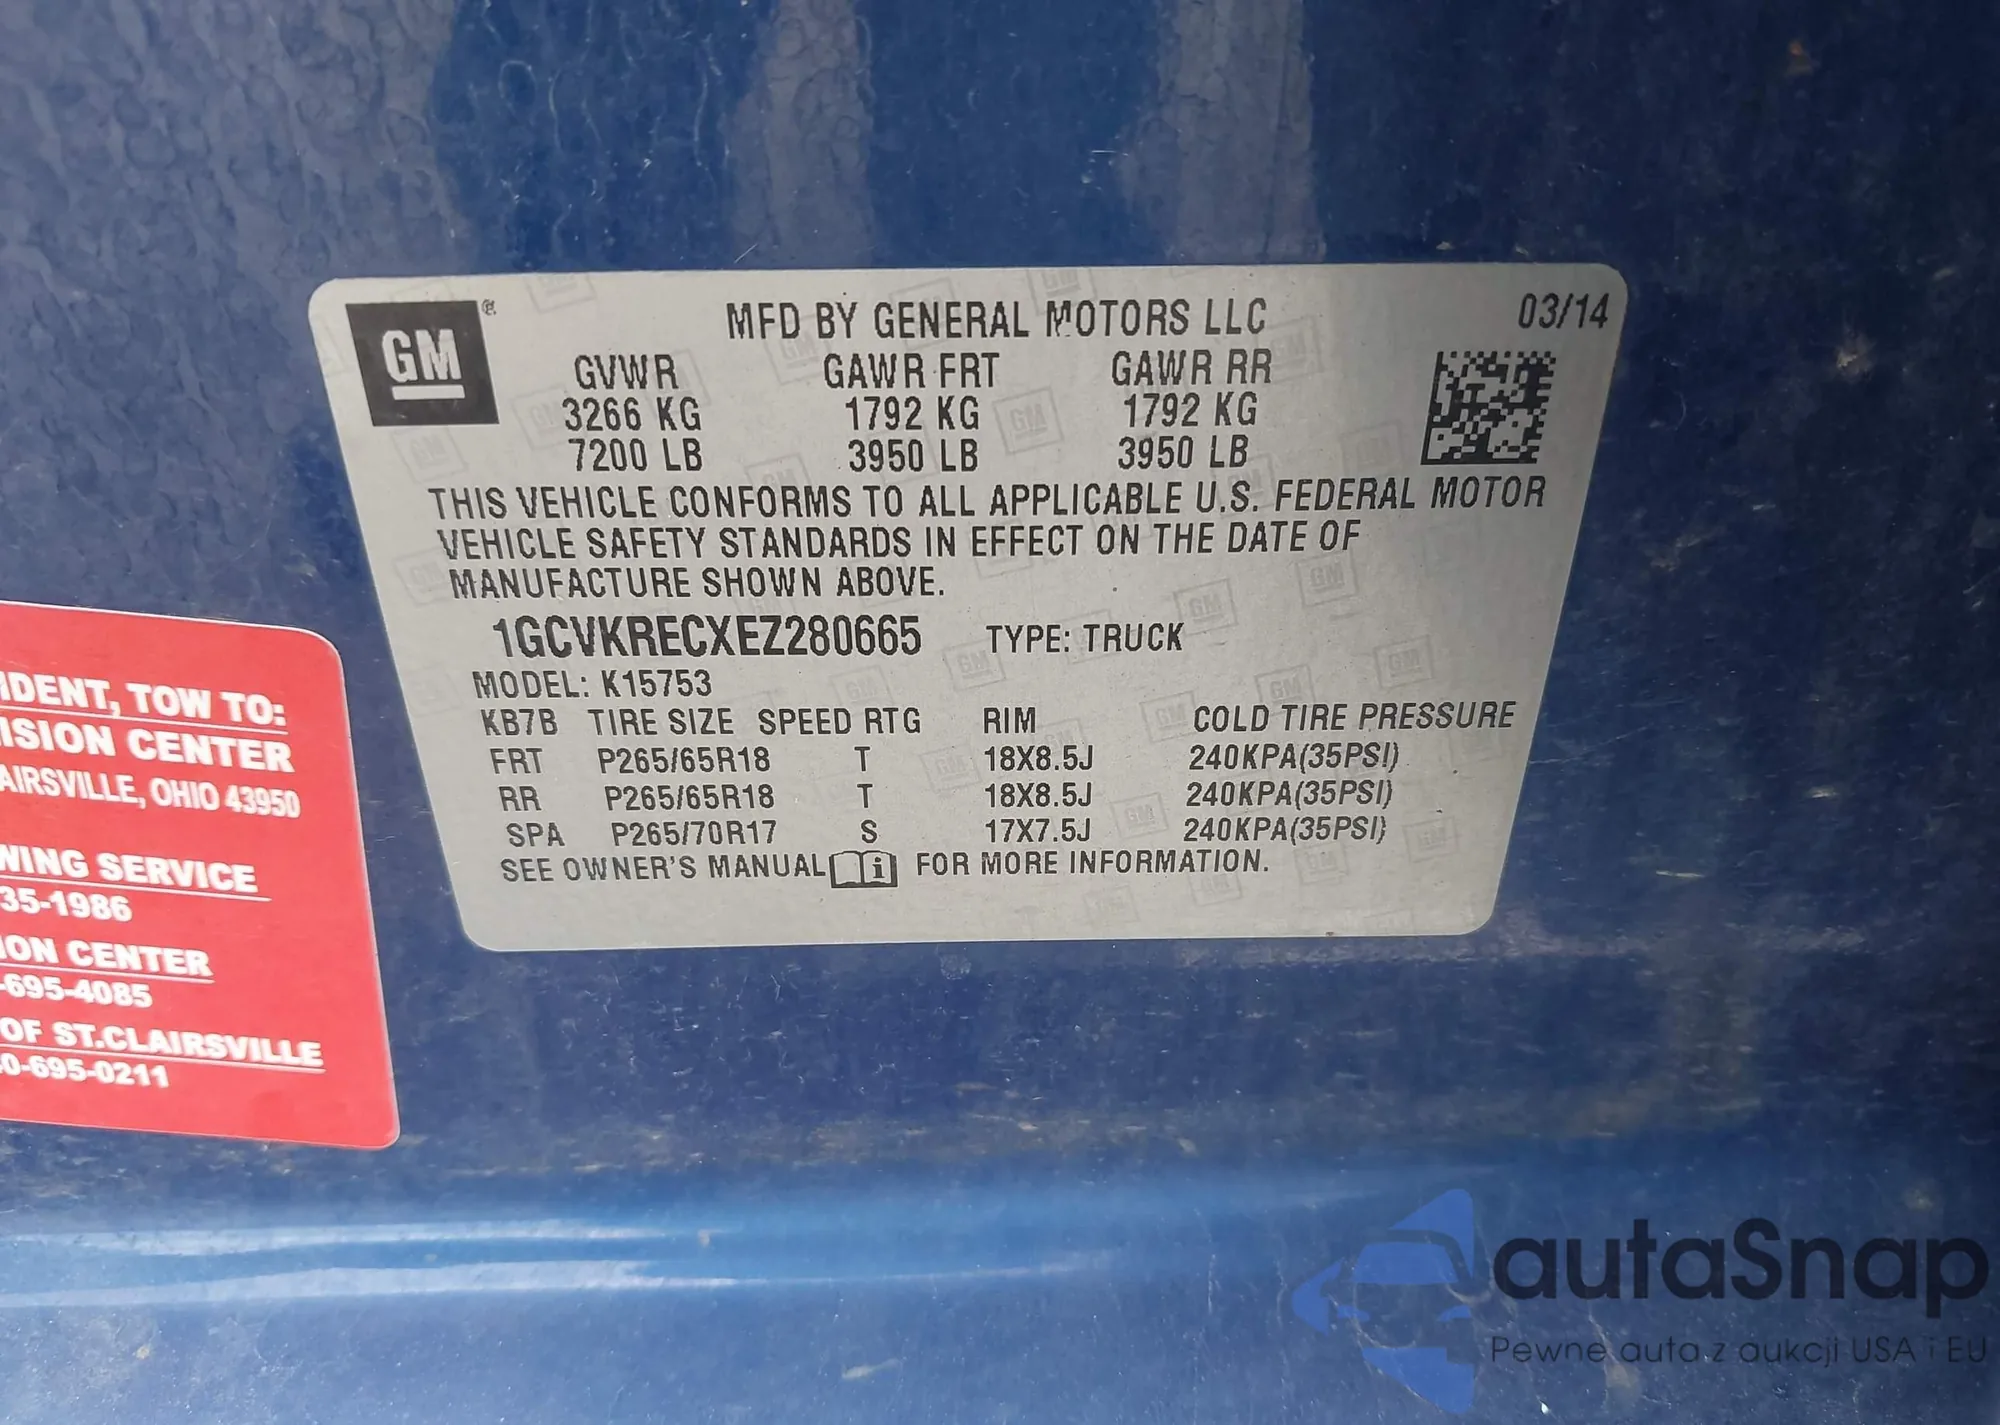 GM
®
MFD BY GENERAL MOTORS LLC
03/14
GVWR GAWR FRT GAWR RR
3266 KG 1792 KG 1792 KG
7200 LB 3950 LB 3950 LB
THIS VEHICLE CONFORMS TO ALL APPLICABLE U.S. FEDERAL MOTOR
VEHICLE SAFETY STANDARDS IN EFFECT ON THE DATE OF
MANUFACTURE SHOWN ABOVE.
1GCVKRECXEZ280665 TYPE: TRUCK
MODEL: K15753
KB7B TIRE SIZE SPEED RTG RIM COLD TIRE PRESSURE
FRT P265/65R18 T 18X8.5J 240KPA(35PSI)
RR P265/65R18 T 18X8.5J 240KPA(35PSI)
SPA P265/70R17 S 17X7.5J 240KPA(35PSI)
SEE OWNER'S MANUAL i FOR MORE INFORMATION.
IDENT, TOW TO:
ISION CENTER
AIRSVILLE, OHIO 43950
WING SERVICE
35-1986
ION CENTER
-695-4085
OF ST.CLAIRSVILLE
0-695-0211
autaSnap
Pewne auta z aukcji USA i EU